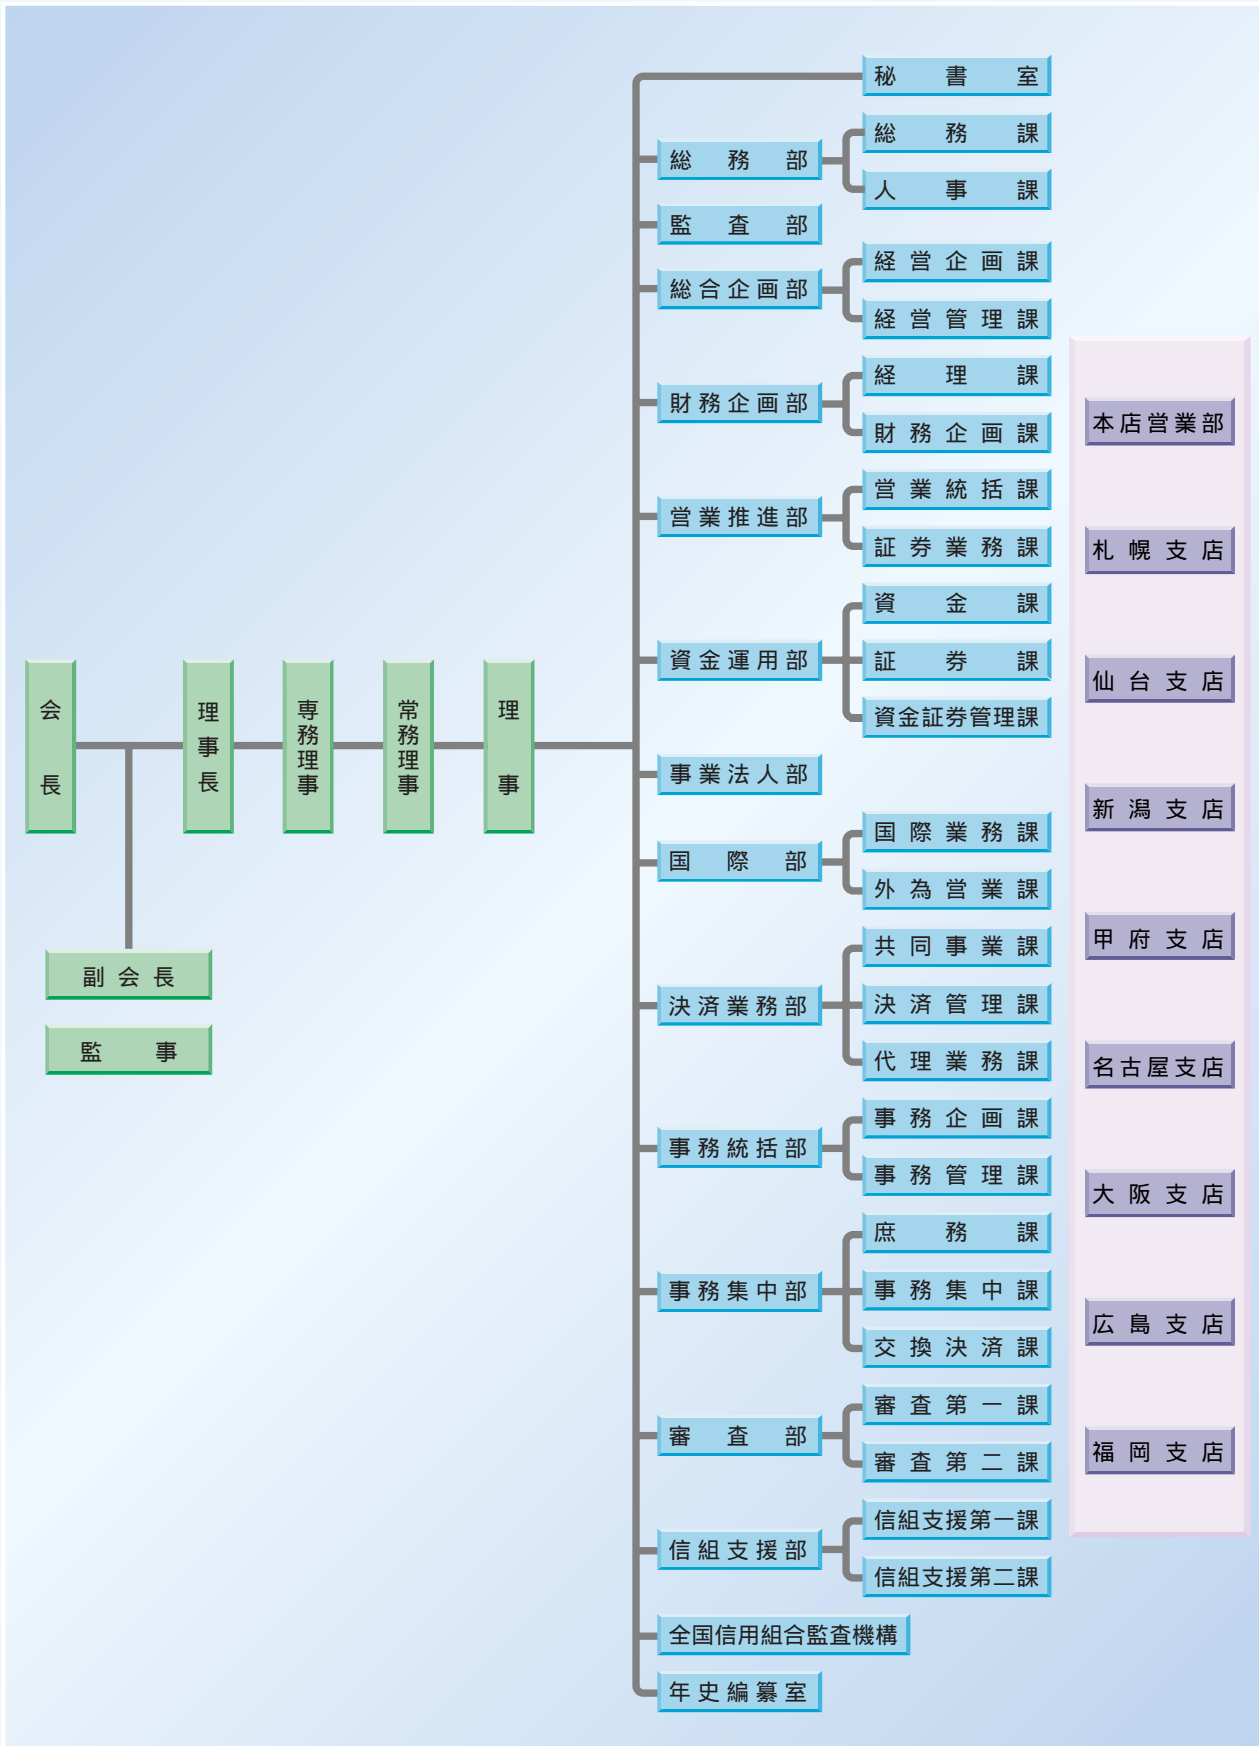 会長
理事長
専務理事
常務理事
理事
副会長
監事
秘書室
総務部
総務課
人事課
監査部
総合企画部
経営企画課
経営管理課
財務企画部
経理課
財務企画課
営業推進部
営業統括課
証券業務課
資金運用部
資金課
証券課
資金証券管理課
事業法人部
国際部
国際業務課
外為営業課
決済業務部
共同事業課
決済管理課
代理業務課
事務統括部
事務企画課
事務管理課
事務集中部
庶務課
事務集中課
交換決済課
審査部
審査第一課
審査第二課
信組支援部
信組支援第一課
信組支援第二課
全国信用組合監査機構
年史編纂室
本店営業部
札幌支店
仙台支店
新潟支店
甲府支店
名古屋支店
大阪支店
広島支店
福岡支店